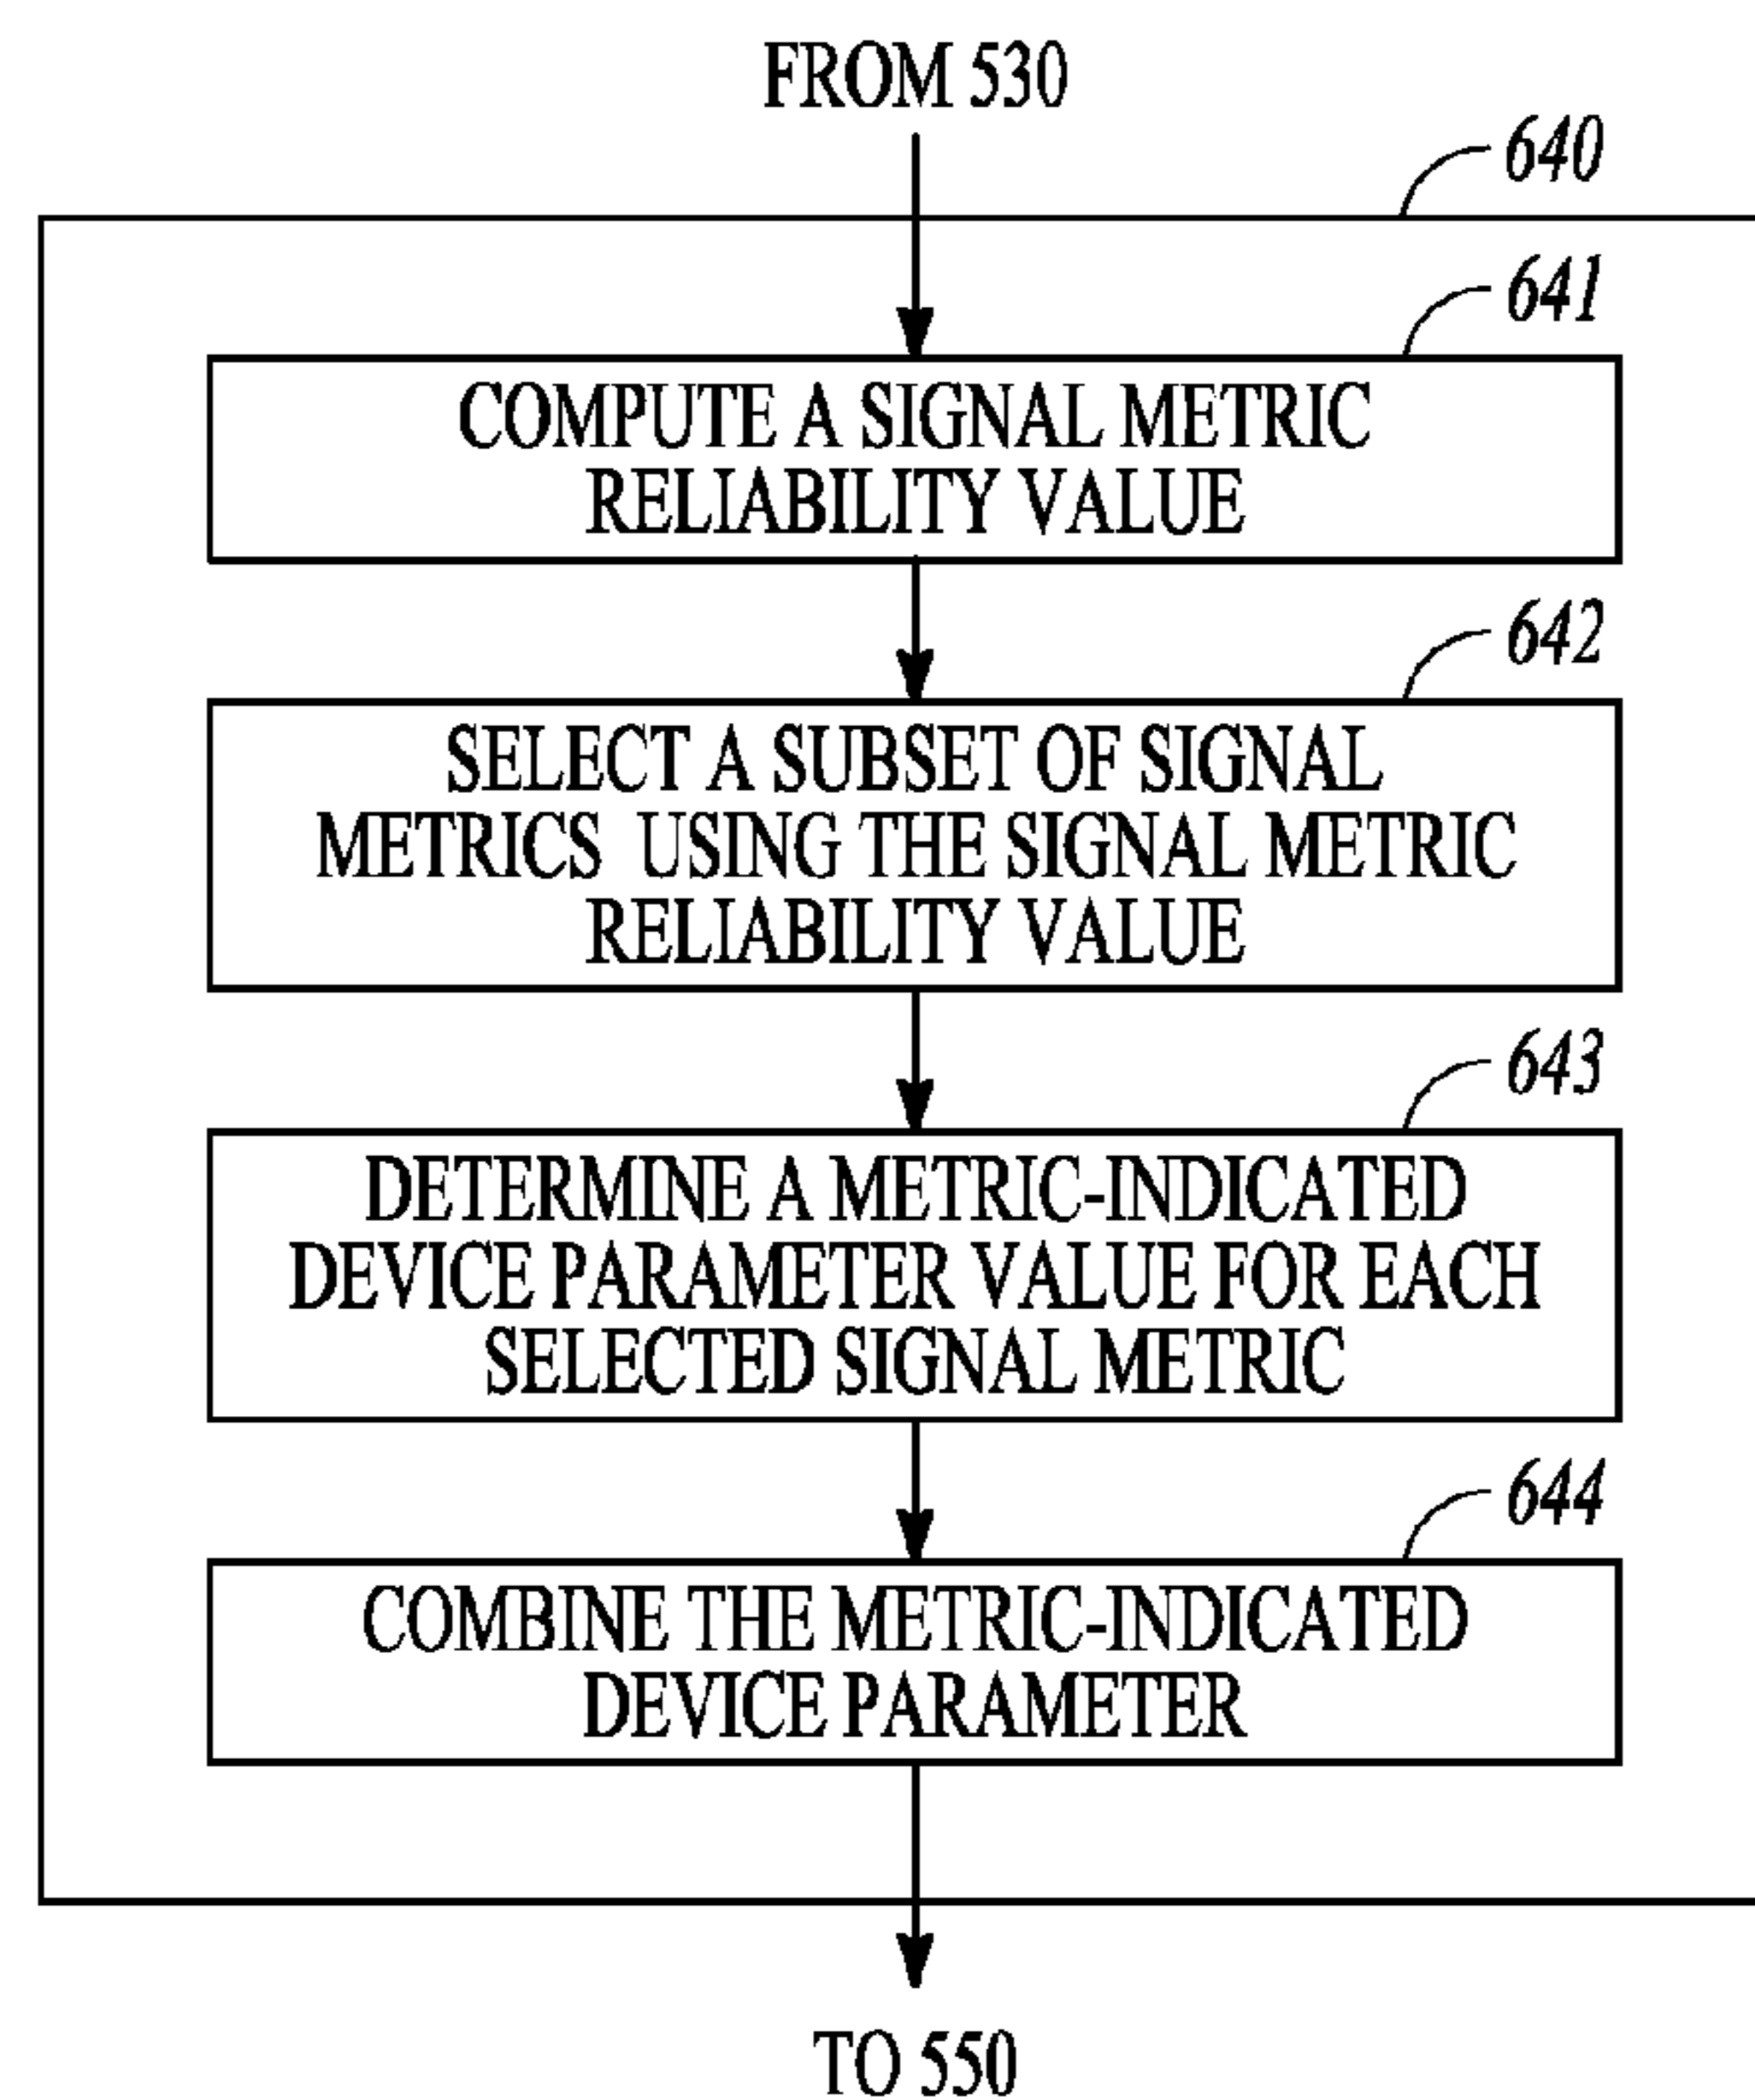 FROM 530
640
641
COMPUTE A SIGNAL METRIC
RELIABILITY VALUE
642
SELECT A SUBSET OF SIGNAL
METRICS USING THE SIGNAL METRIC
RELIABILITY VALUE
643
DETERMINE A METRIC-INDICATED
DEVICE PARAMETER VALUE FOR EACH
SELECTED SIGNAL METRIC
644
COMBINE THE METRIC-INDICATED
DEVICE PARAMETER
TO 550